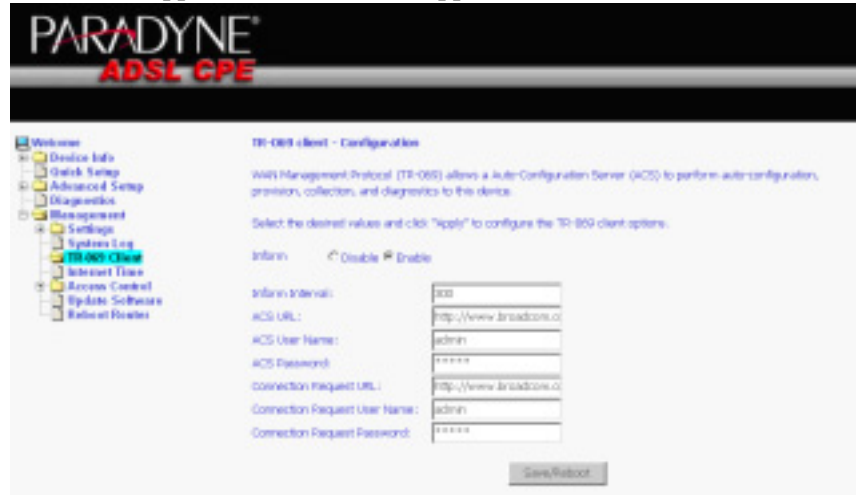 PARADYNE®
ADSL CPE
Welcome
Device Info
Quick Setup
Advanced Setup
Diagnostics
Management
Settings
System Log
TR-069 Client
Internet Time
Access Control
Update Software
Reboot Router
TR-069 client - Configuration
WAN Management Protocol (TR-069) allows a Auto-Configuration Server (ACS) to perform auto-configuration,
provision, collection, and diagnostics to this device.
Select the desired values and click "Apply" to configure the TR-069 client options.
Inform Disable Enable
Inform Interval: 300
ACS URL: http://www.broadcom.c
ACS User Name: admin
ACS Password: *****
Connection Request URL: http://www.broadcom.c
Connection Request User Name: admin
Connection Request Password: *****
Save/Reboot